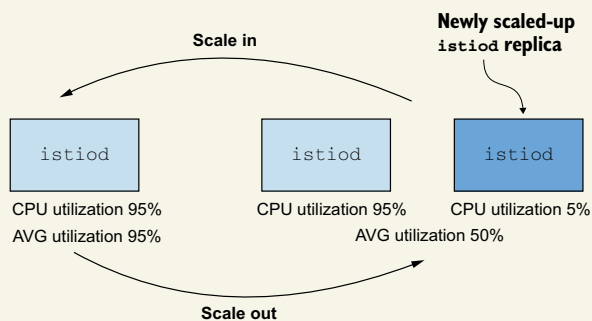 Newly scaled-up
istiod replica
Scale in
istiod
istiod
istiod
CPU utilization 95%
CPU utilization 95%
CPU utilization 5%
AVG utilization 95%
AVG utilization 50%
Scale out